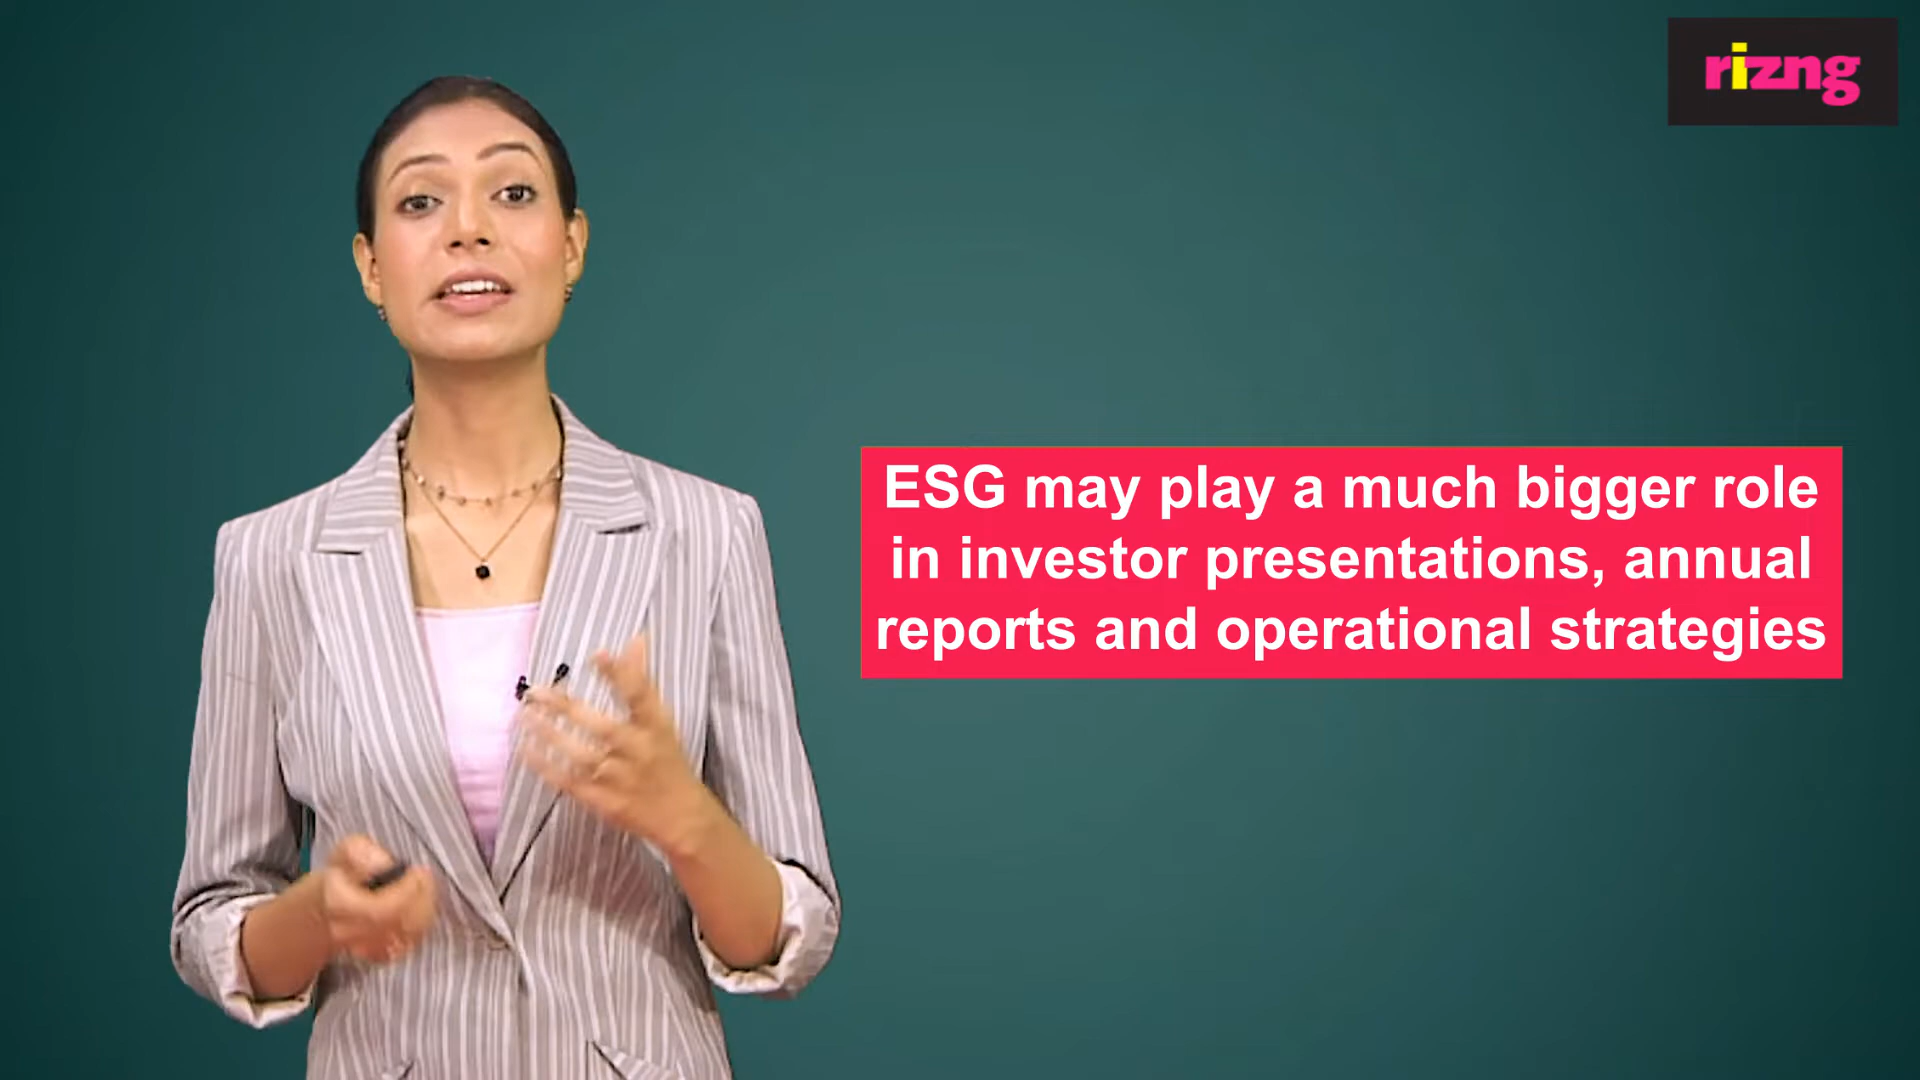 rizng
ESG may play a much bigger role
in investor presentations, annual
reports and operational strategies